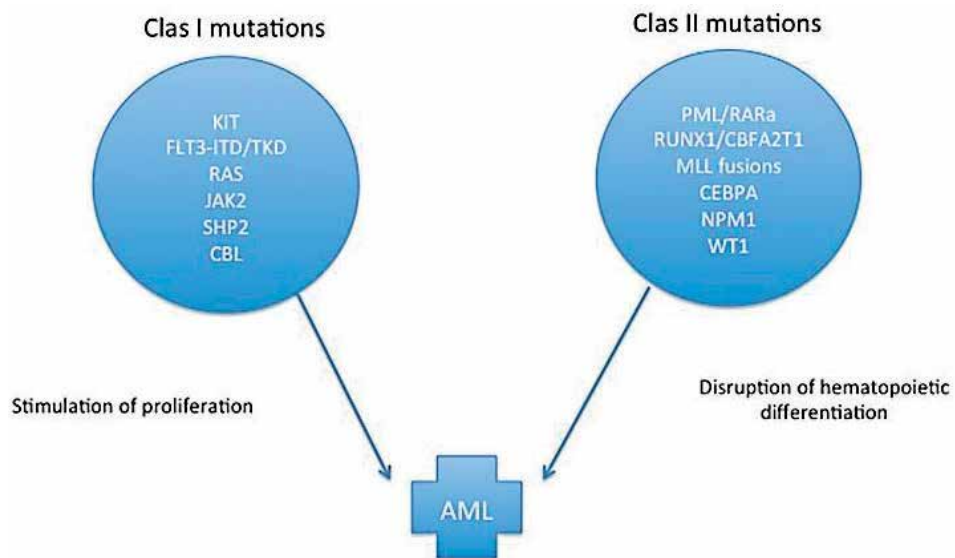 Clas I mutations
KIT
FLT3-ITD/TKD
RAS
JAK2
SHP2
CBL
Clas II mutations
PML/RARa
RUNX1/CBFA2T1
MLL fusions
CEBPA
NPM1
WT1
Stimulation of proliferation
Disruption of hematopoietic
differentiation
AML